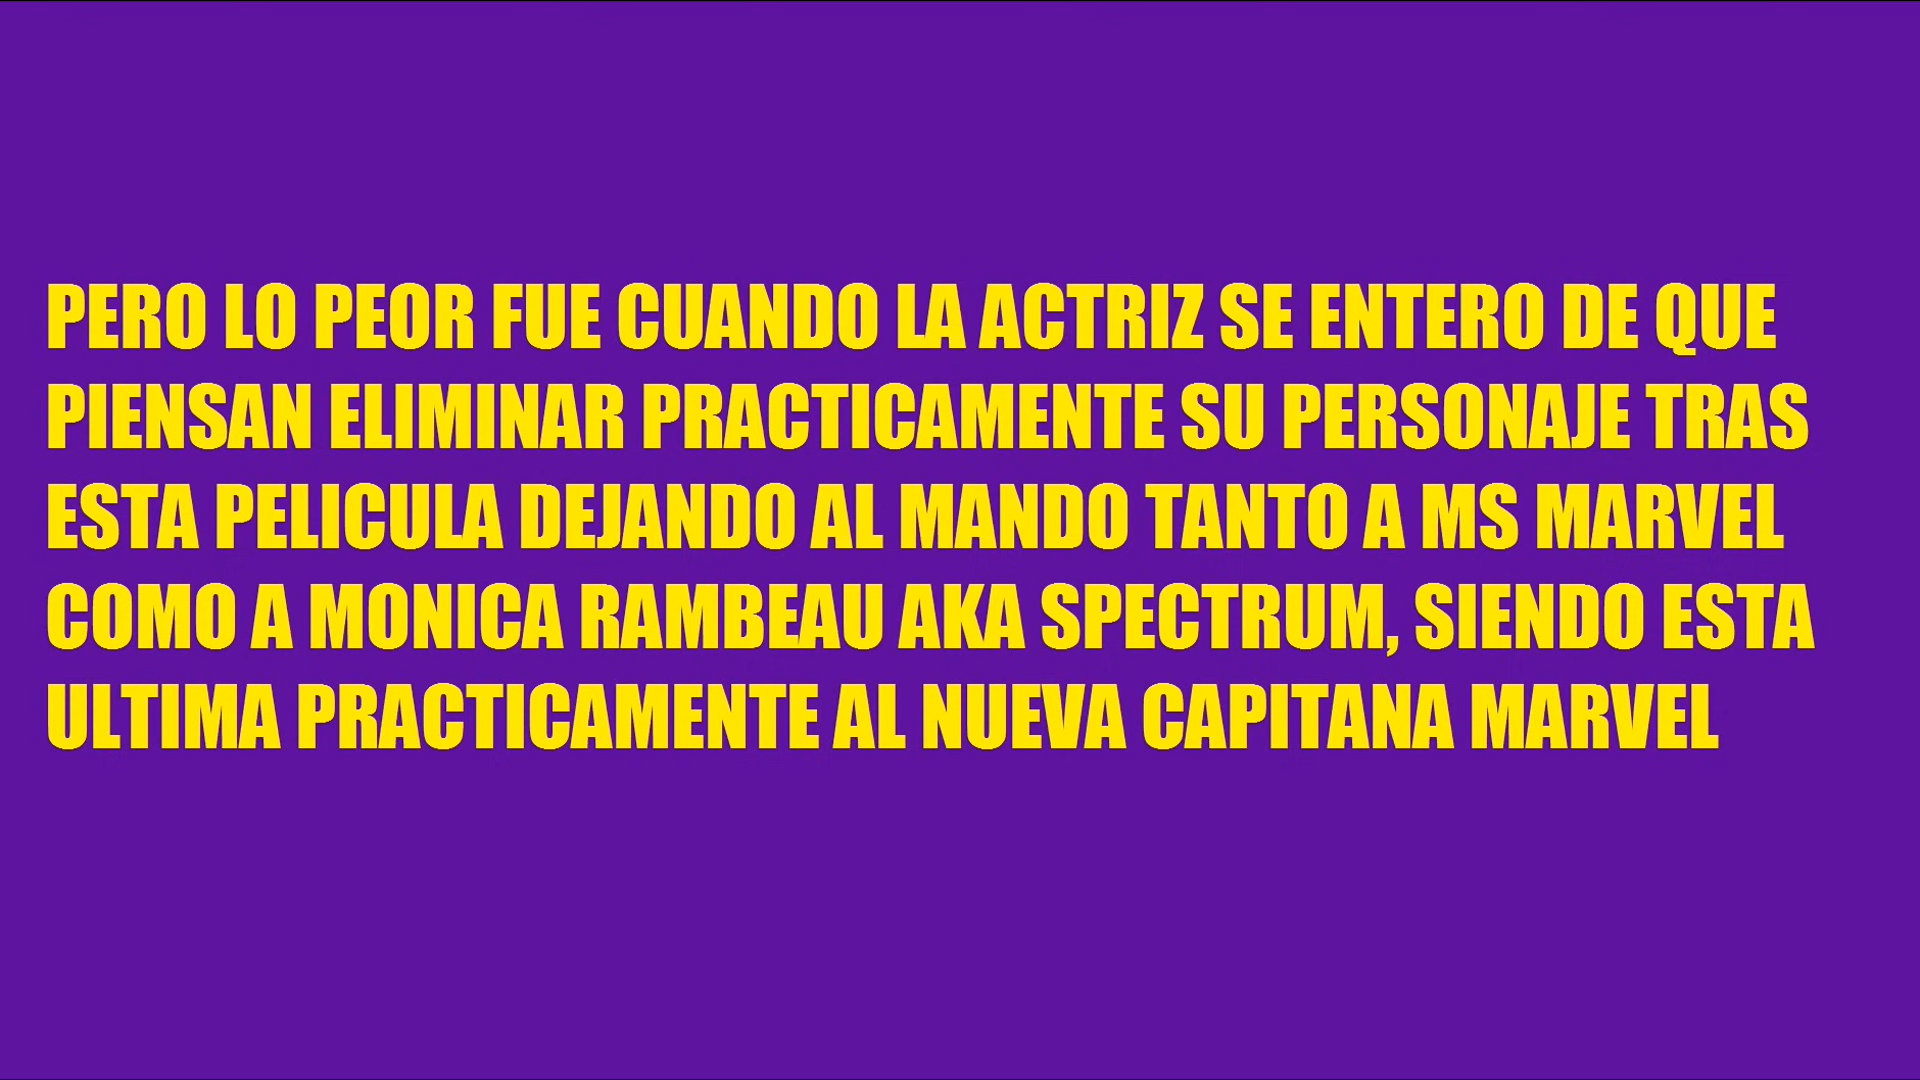 PERO LO PEOR FUE CUANDO LA ACTRIZ SE ENTERO DE QUE
PIENSAN ELIMINAR PRACTICAMENTE SU PERSONAJE TRAS
ESTA PELICULA DEJANDO AL MANDO TANTO A MS MARVEL
COMO A MONICA RAMBEAU AKA SPECTRUM, SIENDO ESTA
ULTIMA PRACTICAMENTE AL NUEVA CAPITANA MARVEL